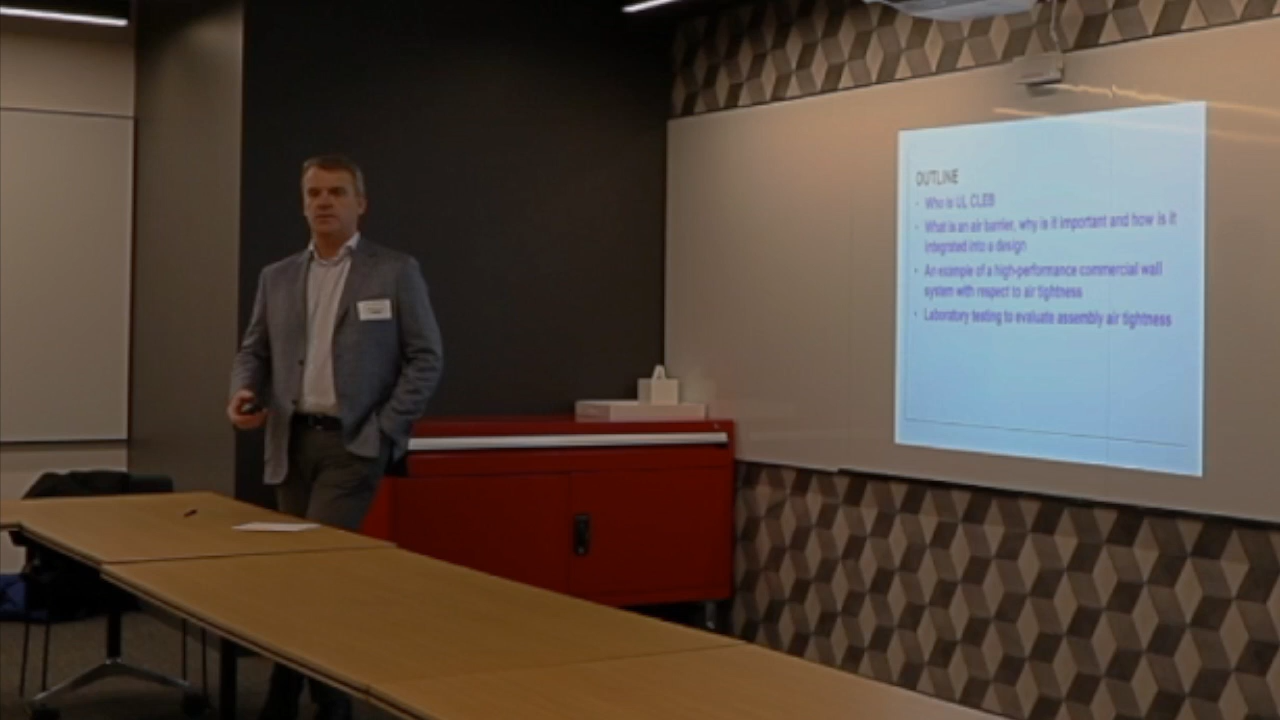 OUTLINE
• Who is UL CLEB
• What is an air barrier, why is it important and how is it
integrated into a design
• An example of a high-performance commercial wall
system with respect to air tightness
• Laboratory testing to evaluate assembly air tightness